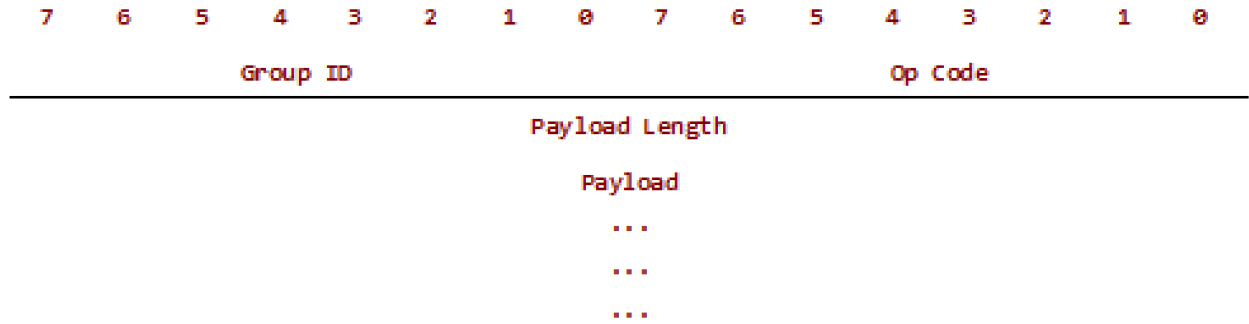 7 6 5 4 3 2 1 0 7 6 5 4 3 2 1 0
Group ID Op Code
Payload Length
Payload
...
...
...